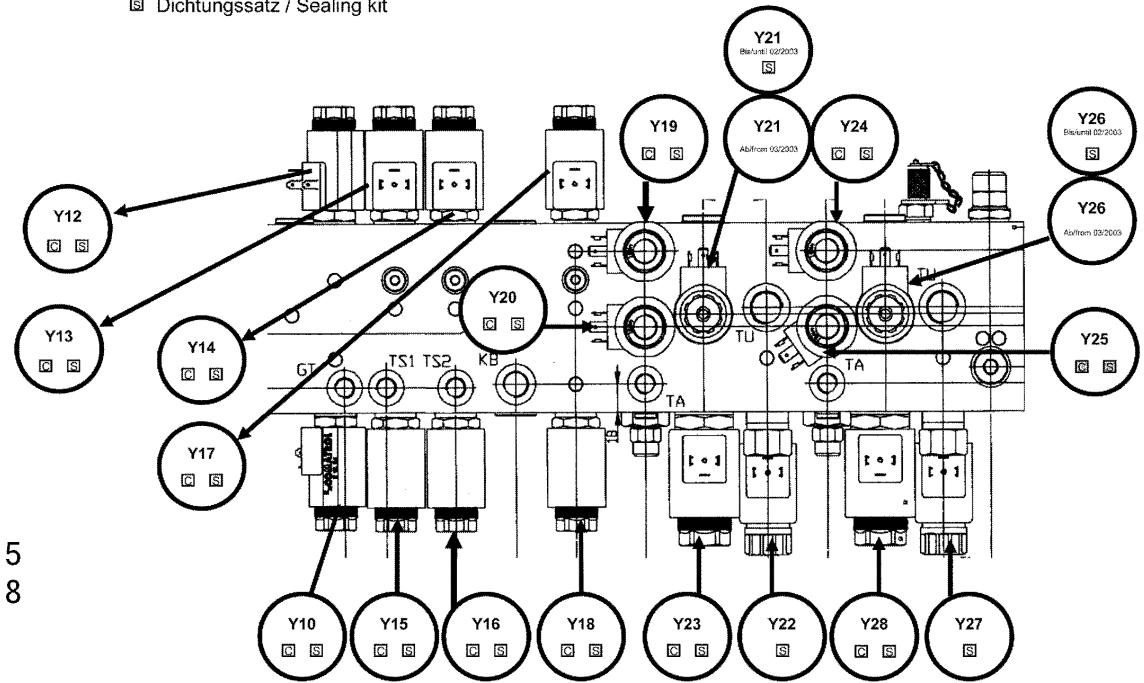 S Dichtungssatz / Sealing kit
Y21
Bis/until 02/2003
S
Y19
C S
Y21
Ab/from 03/2003
Y24
C S
Y26
Bis/until 02/2003
S
Y12
C S
Y26
Ab/from 03/2003
TU
Y20
C S
Y13
C S
Y14
C S
TU
Y25
C S
GT TS1 TS2 KB
TA
TA
18
Y17
C S
5
8
Y10
C S
Y15
C S
Y16
C S
Y18
C S
Y23
C S
Y22
S
Y28
C S
Y27
S